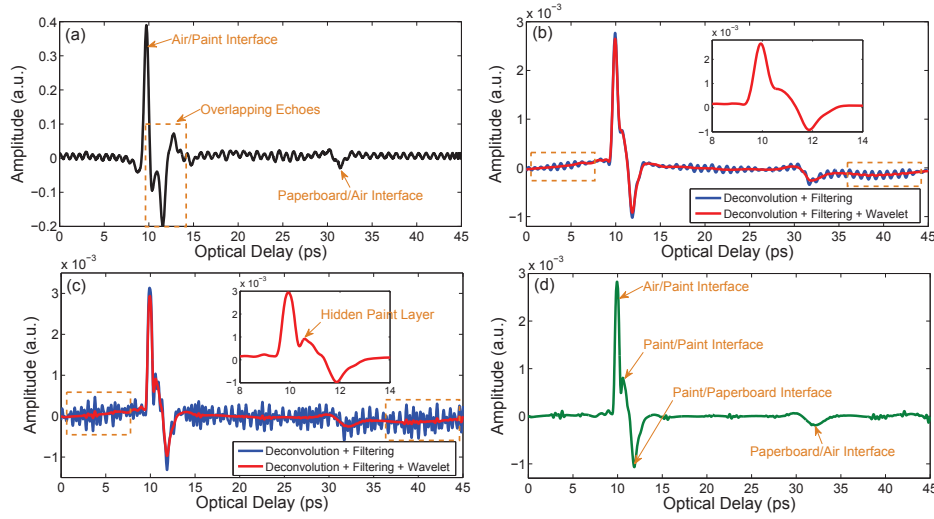 (a)
Air/Paint Interface
Overlapping Echoes
Paperboard/Air Interface
Amplitude (a.u.)
0.4
0.3
0.2
0.1
0
−0.1
−0.2
0 5 10 15 20 25 30 35 40 45
Optical Delay (ps)
(b)
x 10⁻³
Amplitude (a.u.)
3
2
1
0
−1
x 10⁻³
3
2
1
0
−1
8 10 12 14
Deconvolution + Filtering
Deconvolution + Filtering + Wavelet
0 5 10 15 20 25 30 35 40 45
Optical Delay (ps)
(c)
x 10⁻³
Amplitude (a.u.)
3
2
1
0
−1
x 10⁻³
3
2
1
0
−1
8 10 12 14
Hidden Paint Layer
Deconvolution + Filtering
Deconvolution + Filtering + Wavelet
0 5 10 15 20 25 30 35 40 45
Optical Delay (ps)
(d)
x 10⁻³
Amplitude (a.u.)
3
2
1
0
−1
Air/Paint Interface
Paint/Paint Interface
Paint/Paperboard Interface
Paperboard/Air Interface
0 5 10 15 20 25 30 35 40 45
Optical Delay (ps)